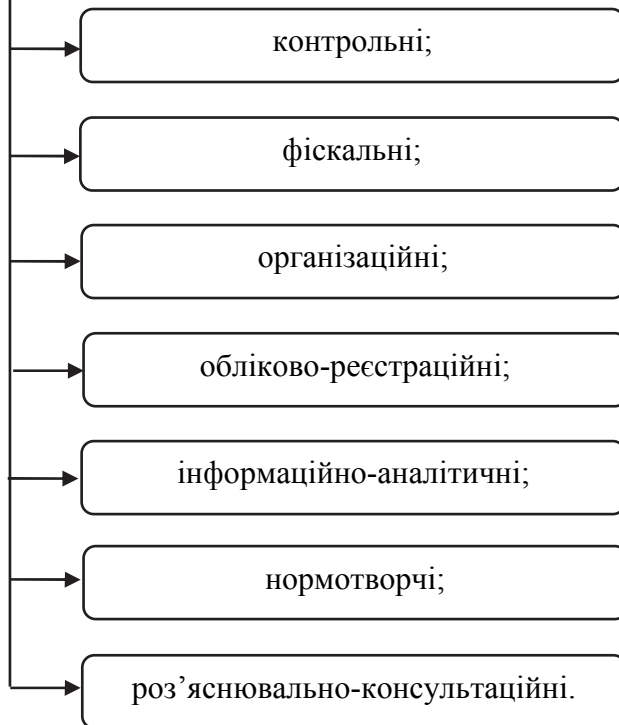 контрольні;
фіскальні;
організаційні;
обліково-реєстраційні;
інформаційно-аналітичні;
нормотворчі;
роз’яснювально-консультаційні.